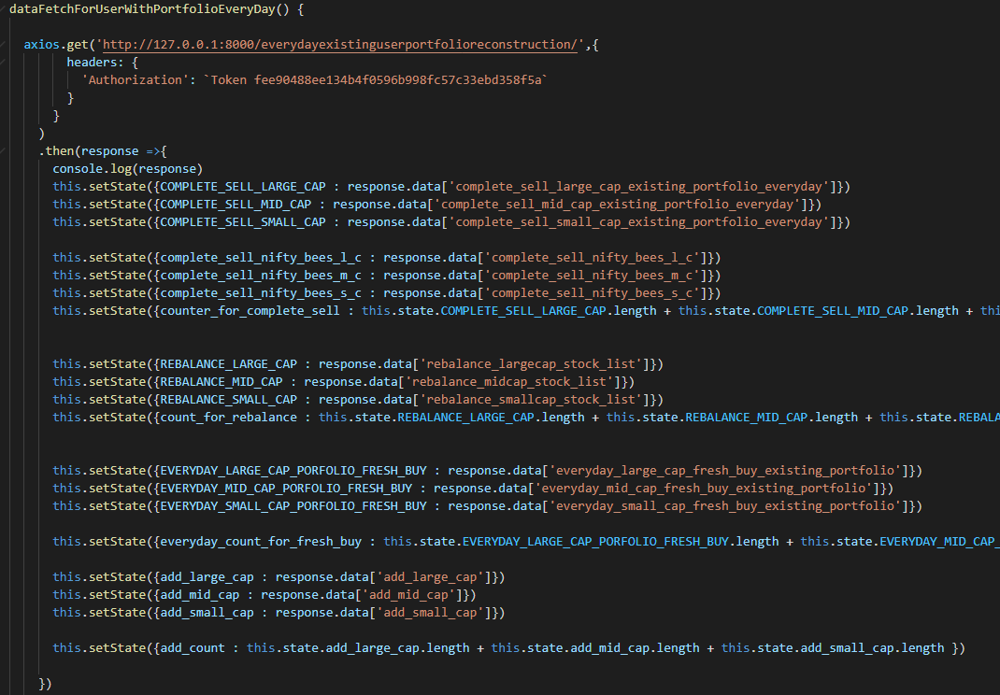 dataFetchForUserWithPortfolioEveryDay() {
axios.get('http://127.0.0.1:8000/everydayexistinguserportfolioreconstruction/',{
headers: {
'Authorization': `Token fee90488ee134b4f0596b998fc57c33ebd358f5a`
}
}
)
.then(response =>{
console.log(response)
this.setState({COMPLETE_SELL_LARGE_CAP : response.data['complete_sell_large_cap_existing_portfolio_everyday']})
this.setState({COMPLETE_SELL_MID_CAP : response.data['complete_sell_mid_cap_existing_portfolio_everyday']})
this.setState({COMPLETE_SELL_SMALL_CAP : response.data['complete_sell_small_cap_existing_portfolio_everyday']})
this.setState({complete_sell_nifty_bees_l_c : response.data['complete_sell_nifty_bees_l_c']})
this.setState({complete_sell_nifty_bees_m_c : response.data['complete_sell_nifty_bees_m_c']})
this.setState({complete_sell_nifty_bees_s_c : response.data['complete_sell_nifty_bees_s_c']})
this.setState({counter_for_complete_sell : this.state.COMPLETE_SELL_LARGE_CAP.length + this.state.COMPLETE_SELL_MID_CAP.length + thi
this.setState({REBALANCE_LARGE_CAP : response.data['rebalance_largecap_stock_list']})
this.setState({REBALANCE_MID_CAP : response.data['rebalance_midcap_stock_list']})
this.setState({REBALANCE_SMALL_CAP : response.data['rebalance_smallcap_stock_list']})
this.setState({count_for_rebalance : this.state.REBALANCE_LARGE_CAP.length + this.state.REBALANCE_MID_CAP.length + this.state.REBALA
this.setState({EVERYDAY_LARGE_CAP_PORFOLIO_FRESH_BUY : response.data['everyday_large_cap_fresh_buy_existing_portfolio']})
this.setState({EVERYDAY_MID_CAP_PORFOLIO_FRESH_BUY : response.data['everyday_mid_cap_fresh_buy_existing_portfolio']})
this.setState({EVERYDAY_SMALL_CAP_PORFOLIO_FRESH_BUY : response.data['everyday_small_cap_fresh_buy_existing_portfolio']})
this.setState({everyday_count_for_fresh_buy : this.state.EVERYDAY_LARGE_CAP_PORFOLIO_FRESH_BUY.length + this.state.EVERYDAY_MID_CAP_
this.setState({add_large_cap : response.data['add_large_cap']})
this.setState({add_mid_cap : response.data['add_mid_cap']})
this.setState({add_small_cap : response.data['add_small_cap']})
this.setState({add_count : this.state.add_large_cap.length + this.state.add_mid_cap.length + this.state.add_small_cap.length })
})